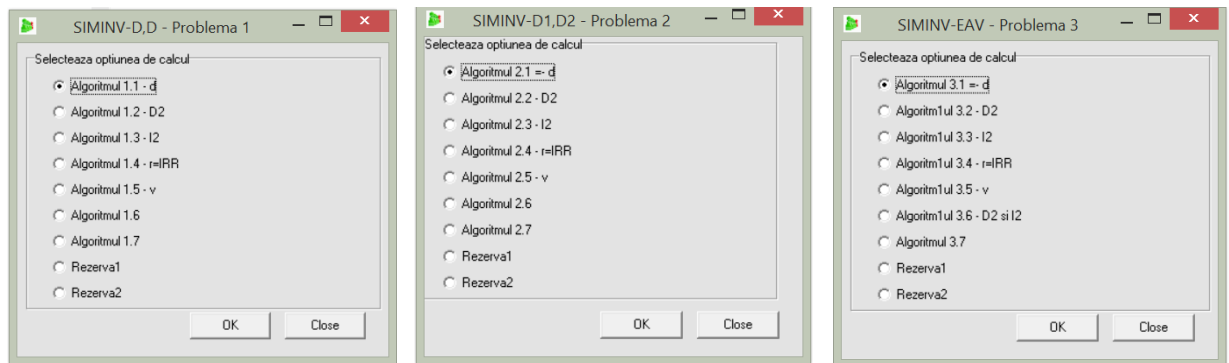 SIMINV-D,D - Problema 1
Selecteaza optiunea de calcul
Algoritmul 1.1 - d
Algoritmul 1.2 - D2
Algoritmul 1.3 - I2
Algoritmul 1.4 - r=IRR
Algoritmul 1.5 - v
Algoritmul 1.6
Algoritmul 1.7
Rezerva1
Rezerva2
OK
Close
SIMINV-D1,D2 - Problema 2
Selecteaza optiunea de calcul
Algoritmul 2.1 =- d
Algoritmul 2.2 - D2
Algoritmul 2.3 - I2
Algoritmul 2.4 - r=IRR
Algoritmul 2.5 - v
Algoritmul 2.6
Algoritmul 2.7
Rezerva1
Rezerva2
OK
Close
SIMINV-EAV - Problema 3
Selecteaza optiunea de calcul
Algoritmul 3.1 =- d
Algoritm1ul 3.2 - D2
Algoritm1ul 3.3 - I2
Algoritm1ul 3.4 - r=IRR
Algoritm1ul 3.5 - v
Algoritm1ul 3.6 - D2 si I2
Algoritmul 3.7
Rezerva1
Rezerva2
OK
Close